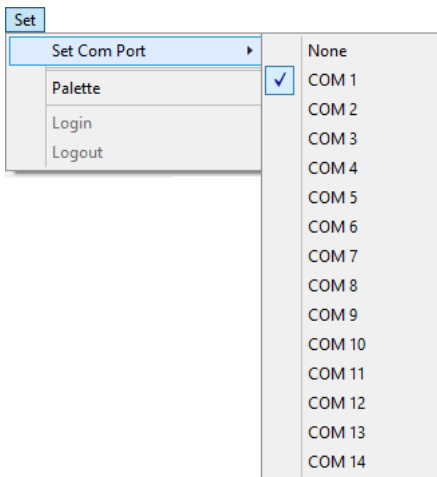 Set
Set Com Port
Palette
Login
Logout
None
COM 1
COM 2
COM 3
COM 4
COM 5
COM 6
COM 7
COM 8
COM 9
COM 10
COM 11
COM 12
COM 13
COM 14